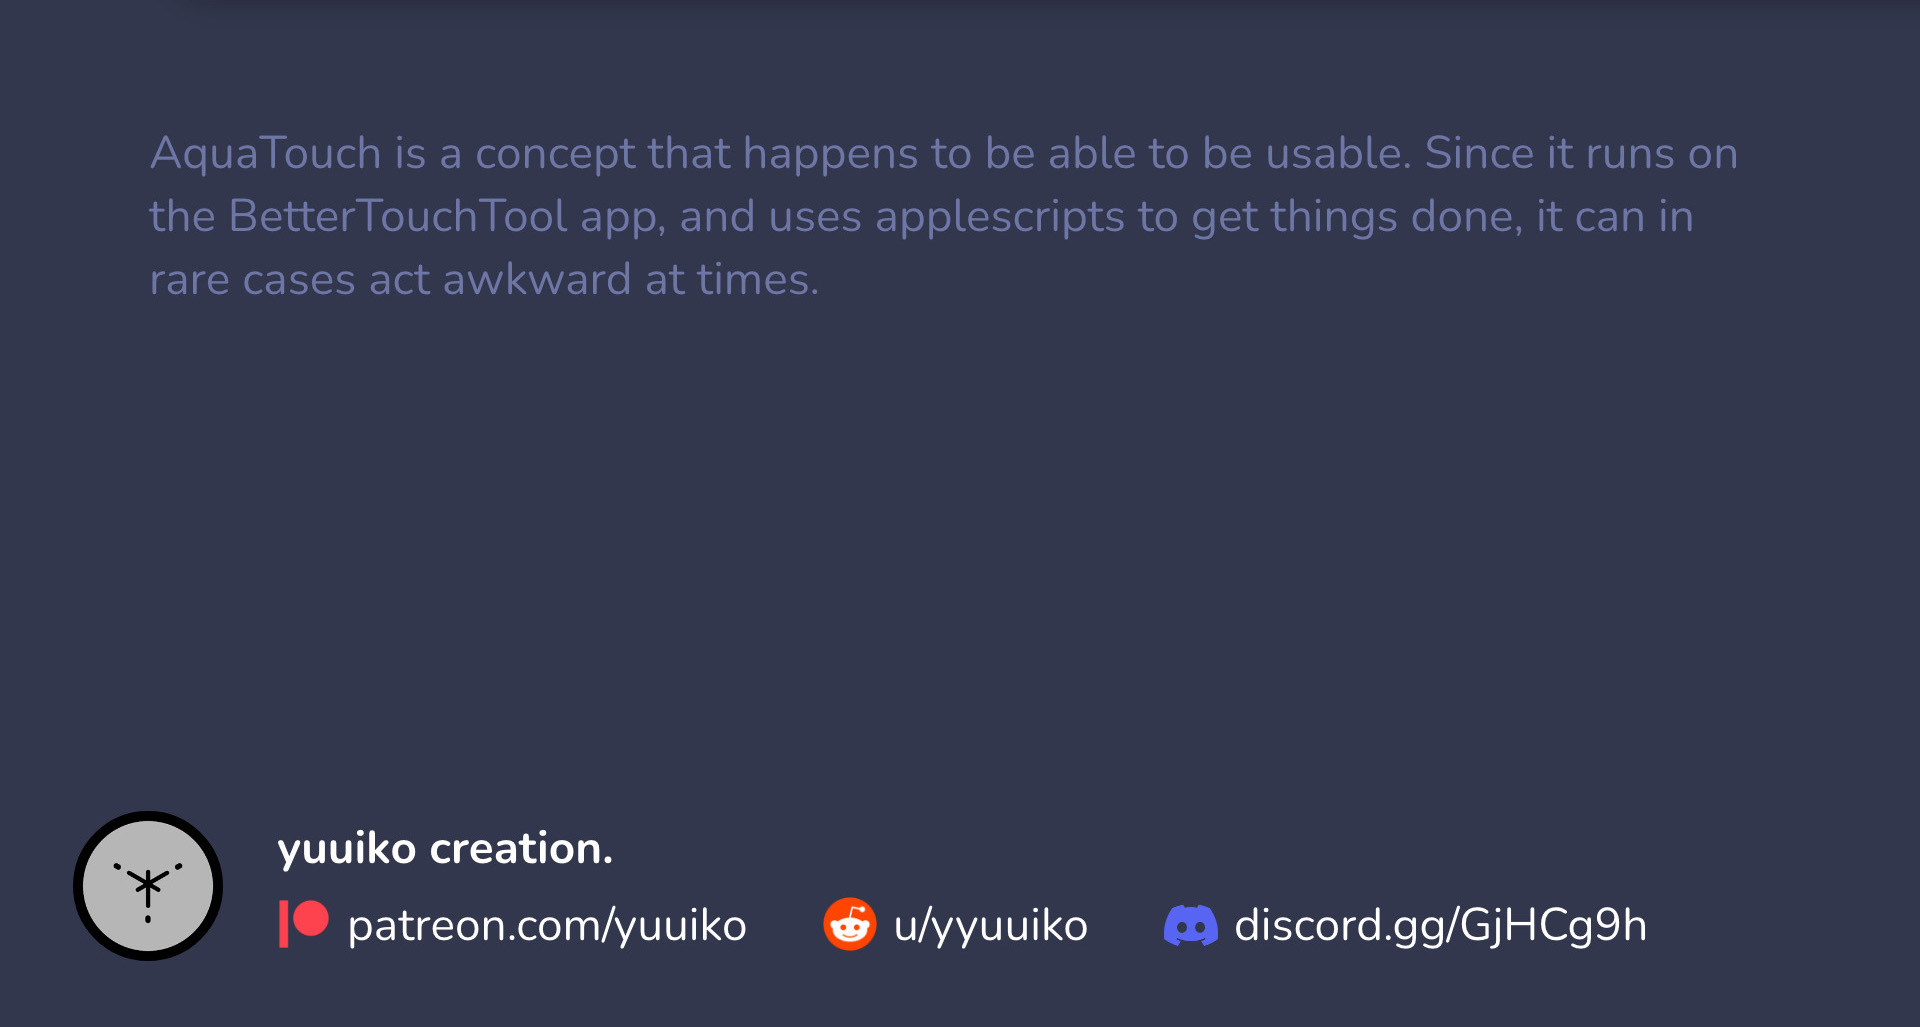 AquaTouch is a concept that happens to be able to be usable. Since it runs on
the BetterTouchTool app, and uses applescripts to get things done, it can in
rare cases act awkward at times.
yuuiko creation.
patreon.com/yuuiko
u/yyuuiko
discord.gg/GjHCg9h